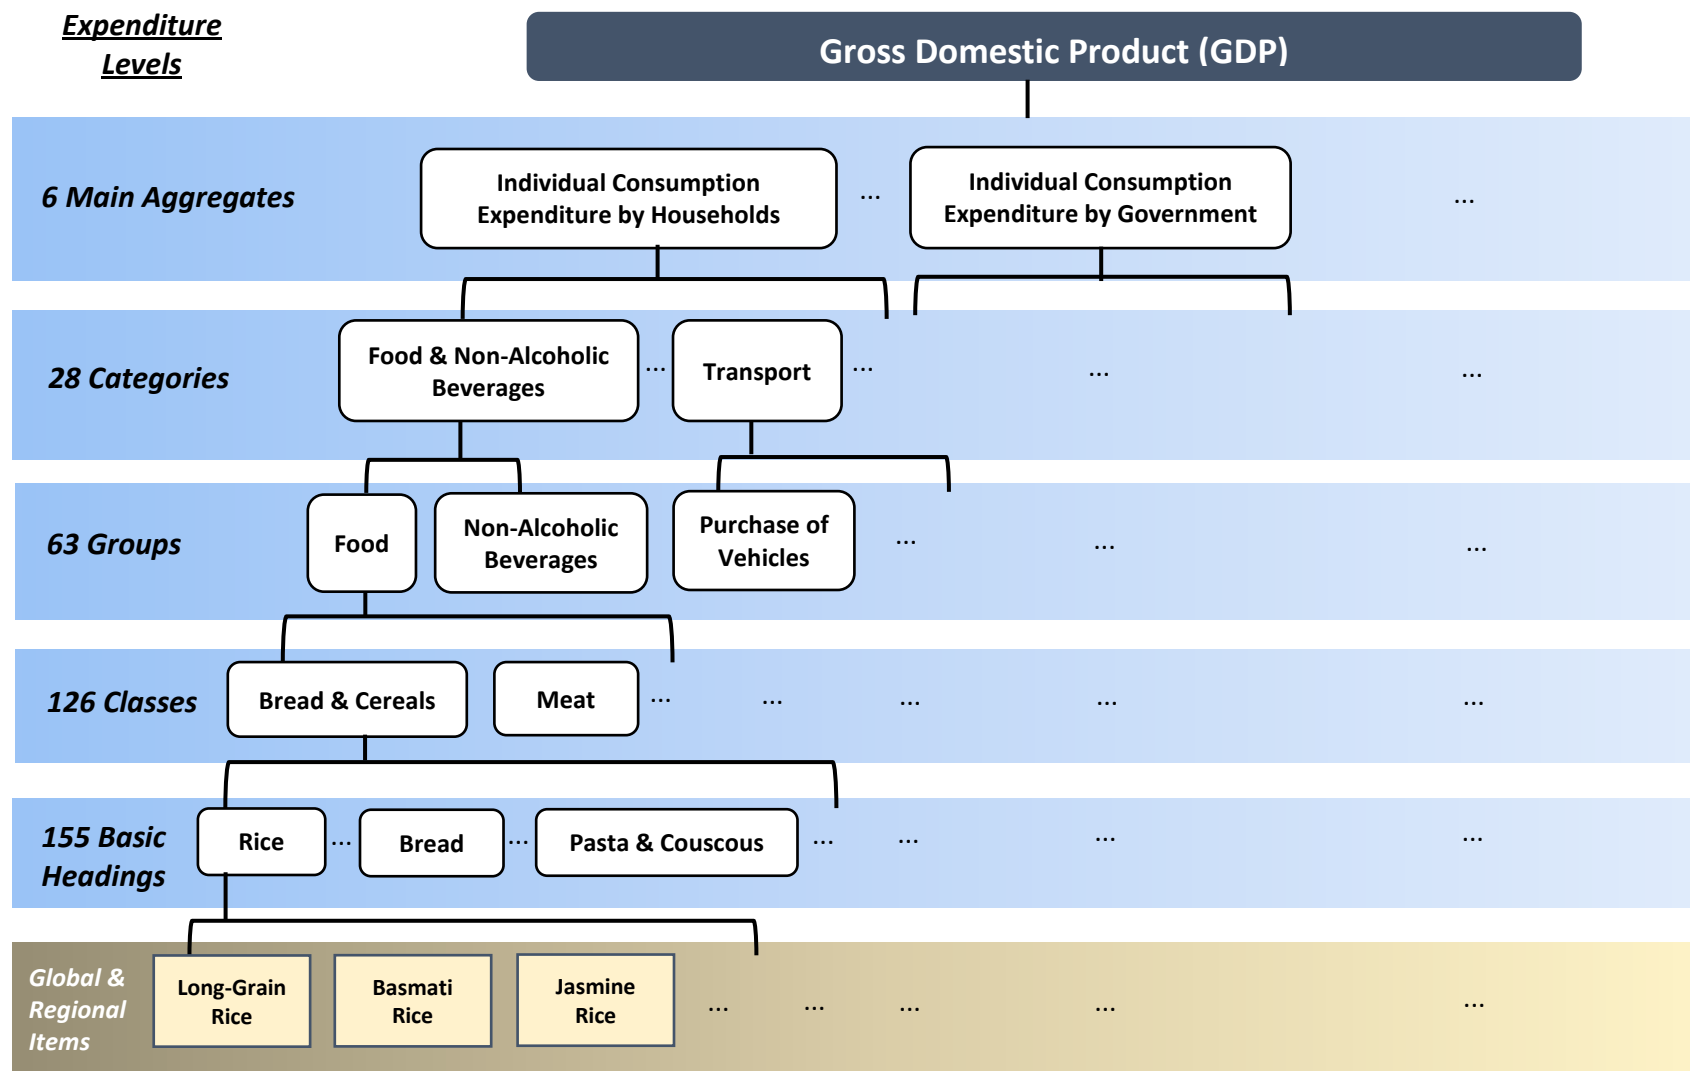 Expenditure
Levels
Gross Domestic Product (GDP)
6 Main Aggregates
Individual Consumption
Expenditure by Households
...
Individual Consumption
Expenditure by Government
...
28 Categories
Food & Non-Alcoholic
Beverages
...
Transport
...
...
...
63 Groups
Food
Non-Alcoholic
Beverages
Purchase of
Vehicles
...
...
...
126 Classes
Bread & Cereals
Meat
...
...
...
...
...
155 Basic
Headings
Rice
...
Bread
...
Pasta & Couscous
...
...
...
...
Global &
Regional
Items
Long-Grain
Rice
Basmati
Rice
Jasmine
Rice
...
...
...
...
...